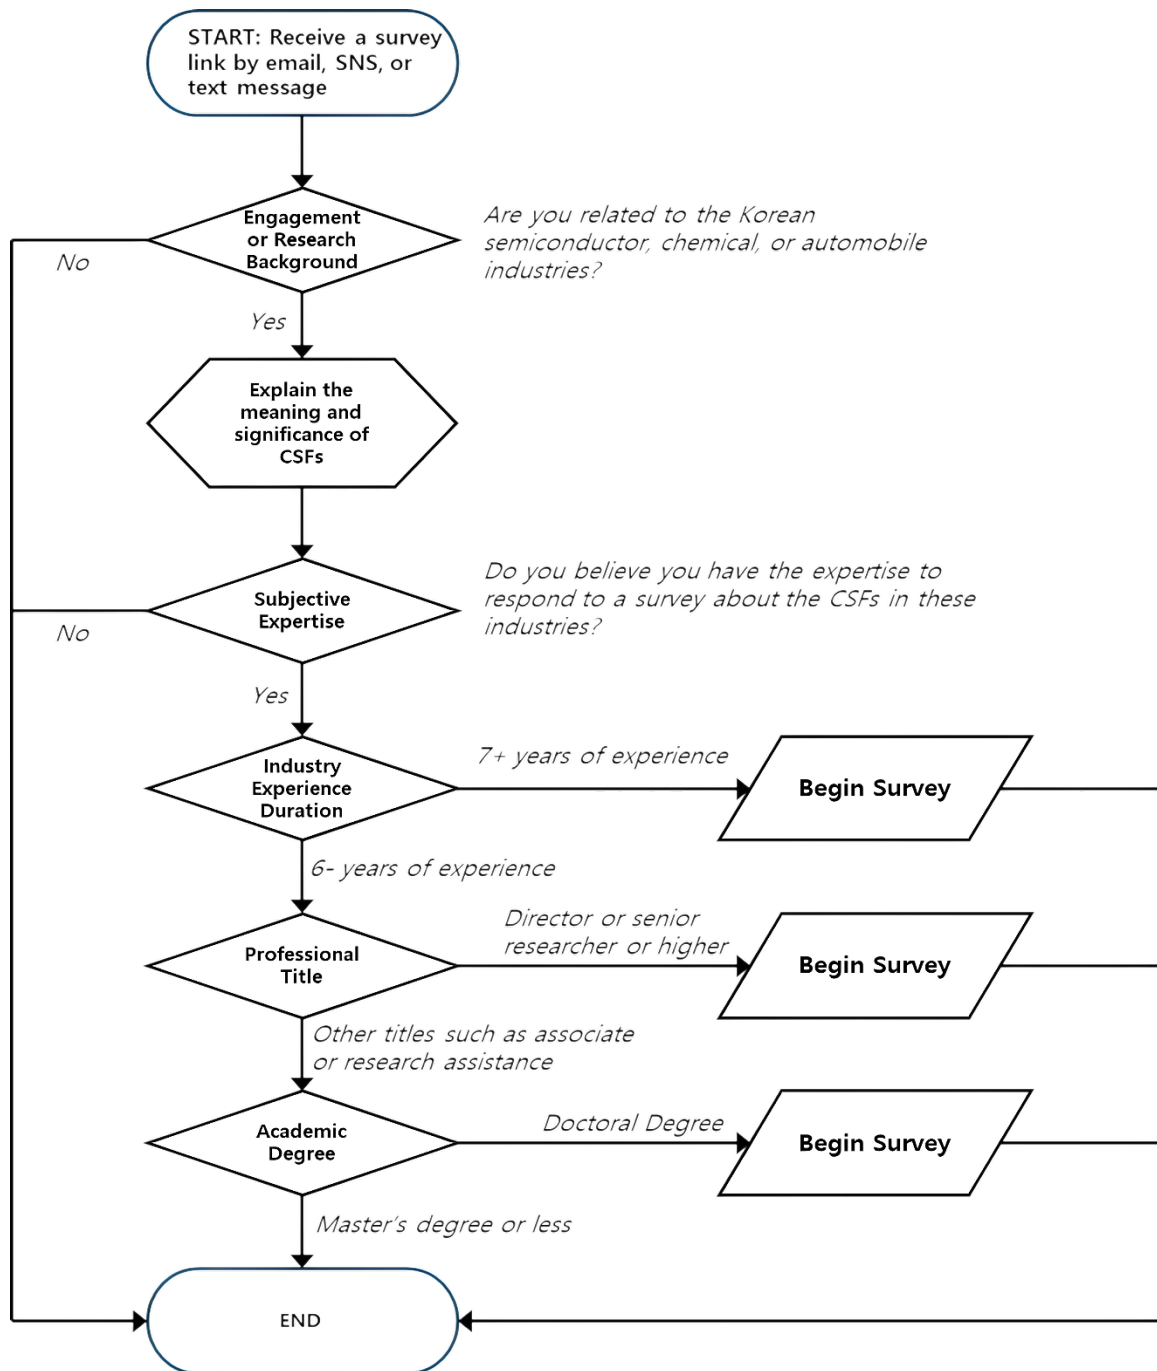 START: Receive a survey
link by email, SNS, or
text message
Engagement
or Research
Background
Are you related to the Korean
semiconductor, chemical, or automobile
industries?
No
Yes
Explain the
meaning and
significance of
CSFs
Subjective
Expertise
Do you believe you have the expertise to
respond to a survey about the CSFs in these
industries?
No
Yes
Industry
Experience
Duration
7+ years of experience
Begin Survey
6- years of experience
Professional
Title
Director or senior
researcher or higher
Begin Survey
Other titles such as associate
or research assistance
Academic
Degree
Doctoral Degree
Begin Survey
Master's degree or less
END